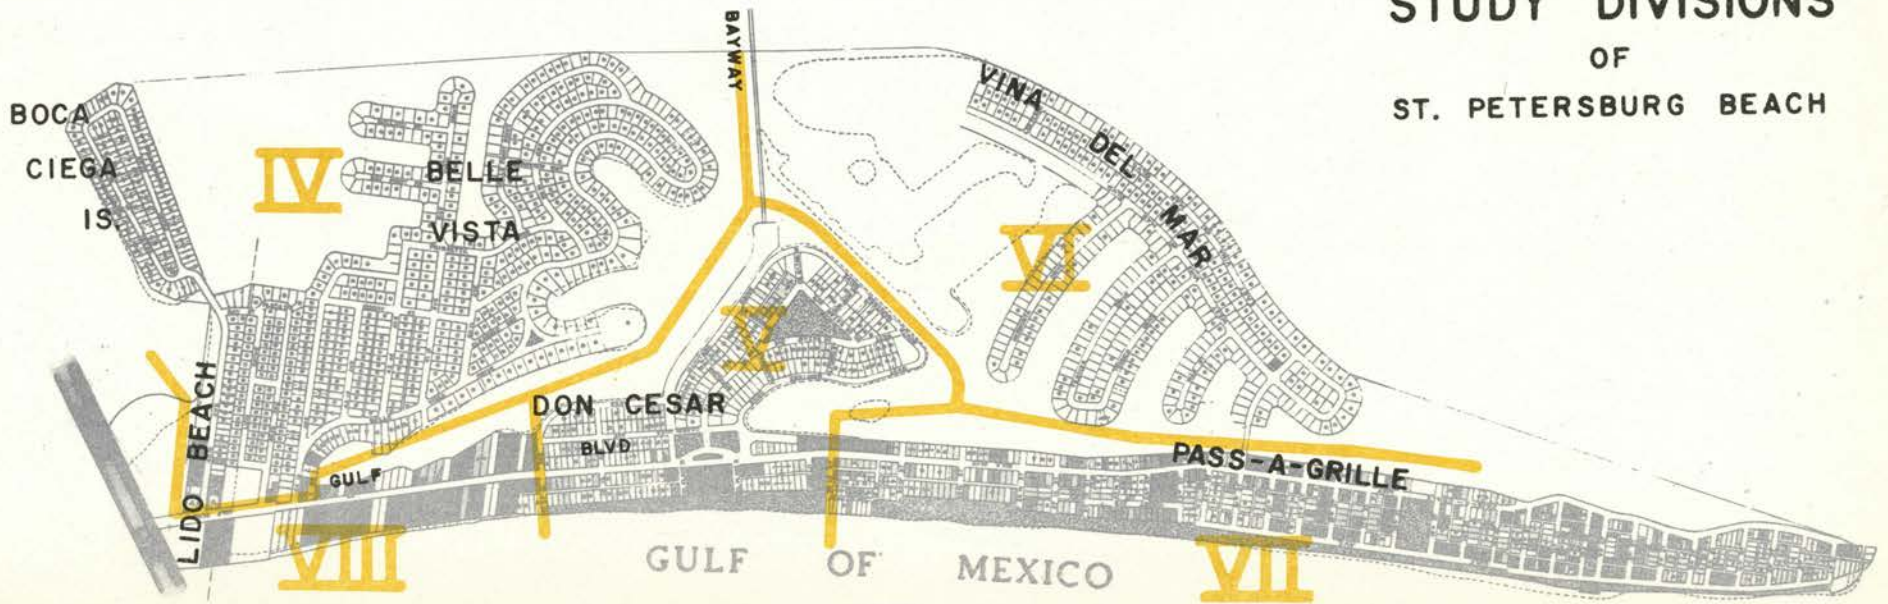 STUDY DIVISIONS
OF
ST. PETERSBURG BEACH
BAYWAY
BOCA
CIEGA
IS.
IV
BELLE
VISTA
VINA
DEL
MAR
VI
V
LIDO BEACH
DON CESAR
GULF
BLVD
PASS-A-GRILLE
VIII
GULF OF MEXICO
VII